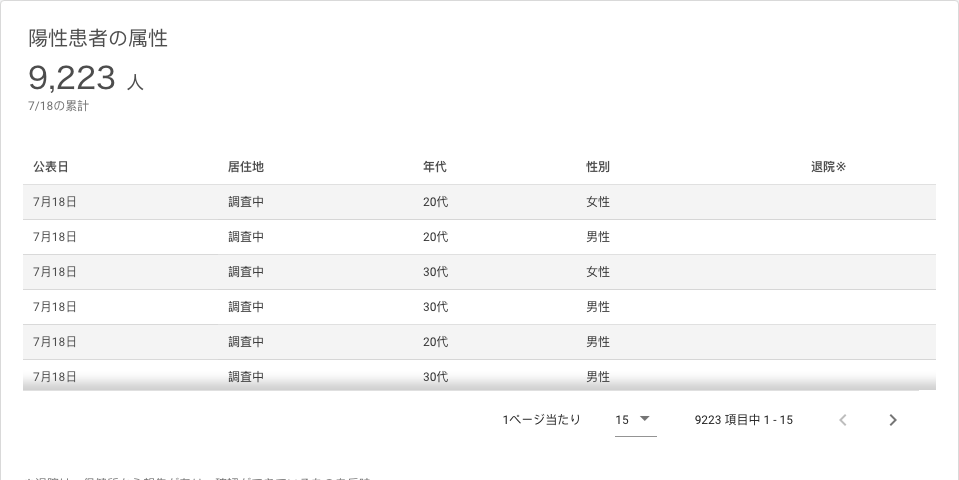 陽性患者の属性
9,223 人
7/18の累計
公表日 居住地 年代 性別 退院※
7月18日 調査中 20代 女性
7月18日 調査中 20代 男性
7月18日 調査中 30代 女性
7月18日 調査中 30代 男性
7月18日 調査中 20代 男性
7月18日 調査中 30代 男性
1ページ当たり 15 9223 項目中 1 - 15